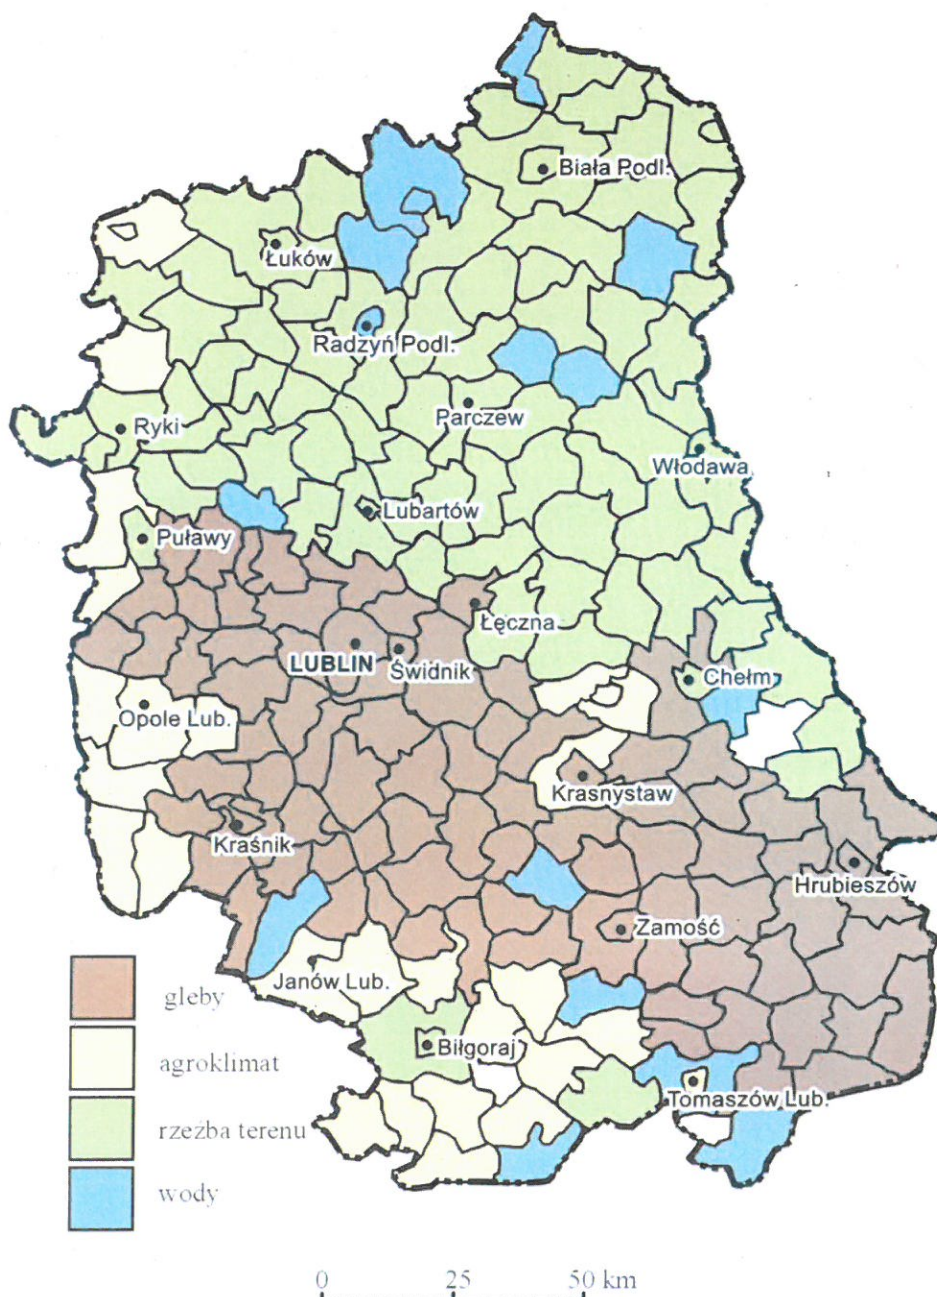 Biała Podl.
Łuków
Radzyń Podl.
Parczew
Ryki
Włodawa
Lubartów
Puławy
Łęczna
LUBLIN
Świdnik
Chełm
Opole Lub.
Krasnystaw
Kraśnik
Hrubieszów
Zamość
Janów Lub.
gleby
Biłgoraj
agroklimat
Tomaszów Lub.
rzeźba terenu
wody
0 25 50 km